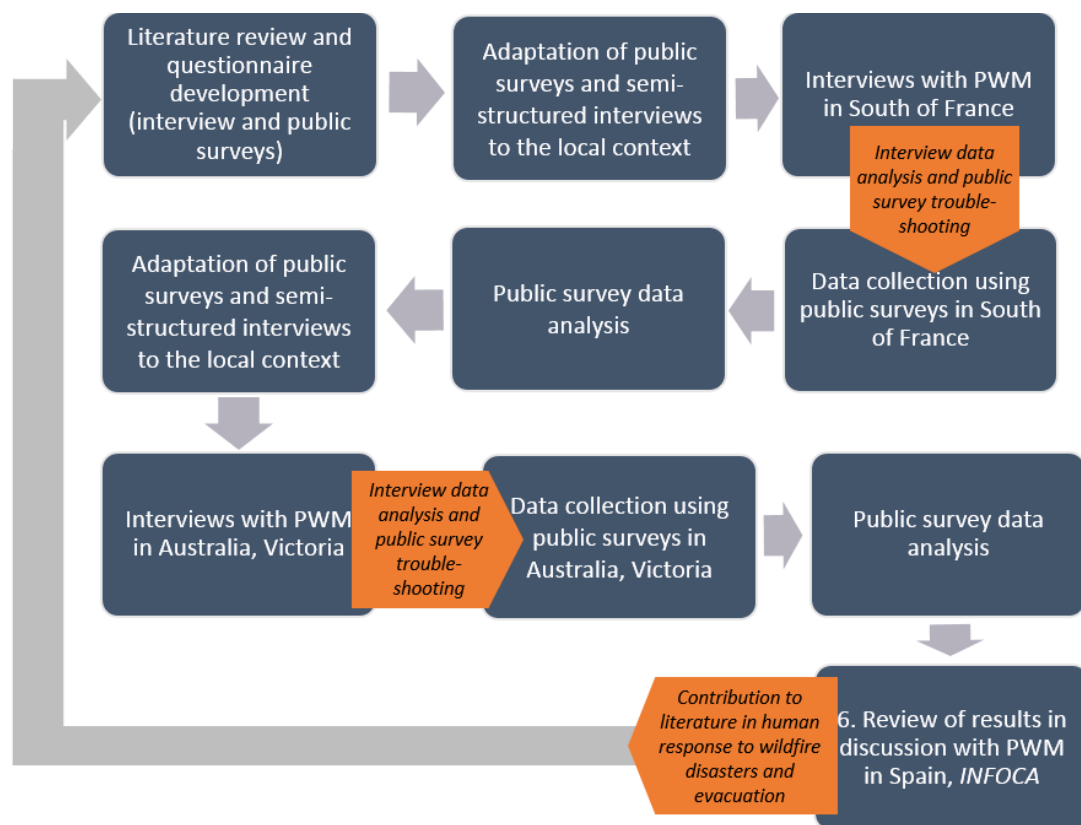 Literature review and
questionnaire
development
(interview and public
surveys)
Adaptation of public
surveys and semi-
structured interviews
to the local context
Interviews with PWM
in South of France
Interview data
analysis and public
survey trouble-
shooting
Data collection using
public surveys in South
of France
Public survey data
analysis
Adaptation of public
surveys and semi-
structured interviews
to the local context
Interviews with PWM
in Australia, Victoria
Interview data
analysis and
public survey
trouble-
shooting
Data collection using
public surveys in
Australia, Victoria
Public survey data
analysis
6. Review of results in
discussion with PWM
in Spain, INFOCA
Contribution to
literature in human
response to wildfire
disasters and
evacuation